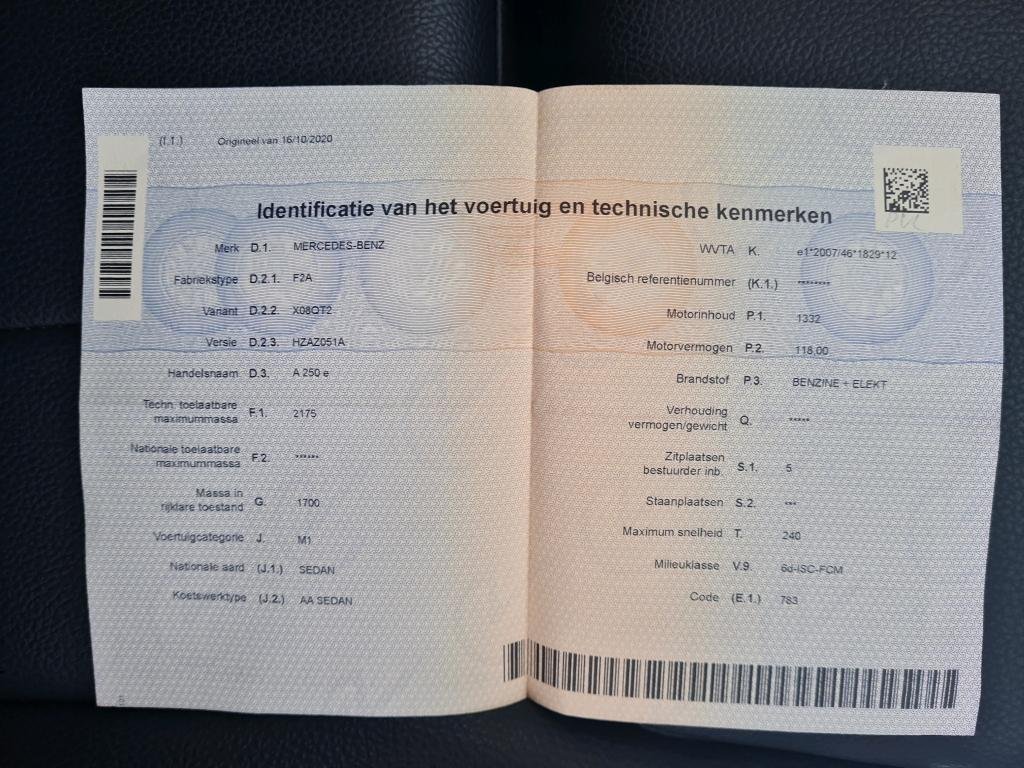 (I.1.) Origineel van 16/10/2020
Identificatie van het voertuig en technische kenmerken
Merk D.1. MERCEDES-BENZ
Fabriekstype D.2.1. F2A
Variant D.2.2. X08QT2
Versie D.2.3. HZAZ051A
Handelsnaam D.3. A 250 e
Techn. toelaatbare
maximummassa F.1. 2175
Nationale toelaatbare
maximummassa F.2. ******
Massa in
rijklare toestand G. 1700
Voertuigcategorie J. M1
Nationale aard (J.1.) SEDAN
Koetswerktype (J.2.) AA SEDAN
WVTA K. e1*2007/46*1829*12
Belgisch referentienummer (K.1.) ********
Motorinhoud P.1. 1332
Motorvermogen P.2. 118,00
Brandstof P.3. BENZINE + ELEKT
Verhouding
vermogen/gewicht Q. *****
Zitplaatsen
bestuurder inb. S.1. 5
Staanplaatsen S.2. ***
Maximum snelheid T. 240
Milieuklasse V.9. 6d-ISC-FCM
Code (E.1.) 783